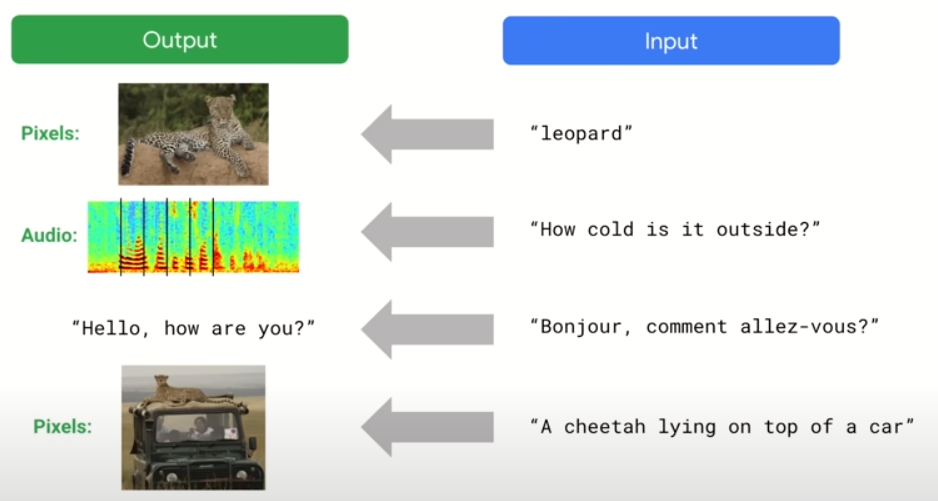 Output
Input
Pixels:
“leopard”
Audio:
“How cold is it outside?”
“Hello, how are you?”
“Bonjour, comment allez-vous?”
Pixels:
“A cheetah lying on top of a car”